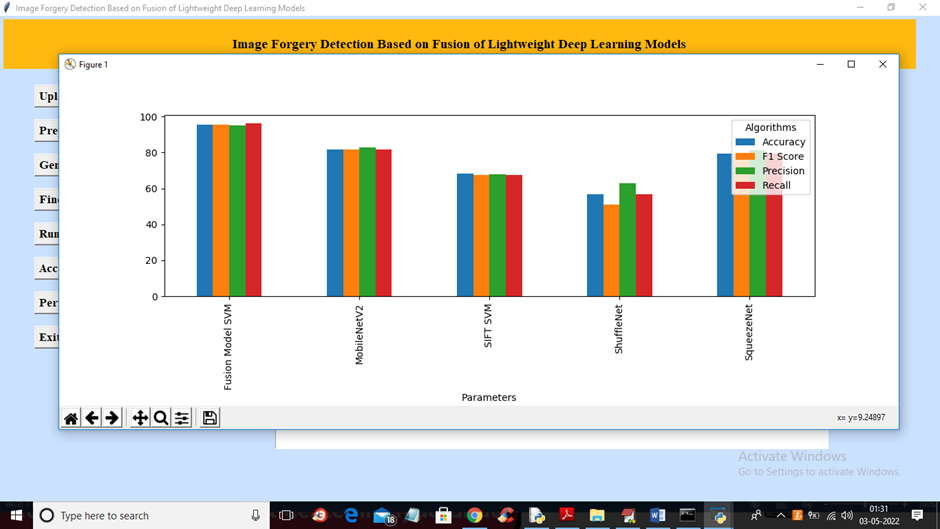 Image Forgery Detection Based on Fusion of Lightweight Deep Learning Models
Image Forgery Detection Based on Fusion of Lightweight Deep Learning Models
Figure 1
Upl
Pre
Gen
Find
Run
Acc
Per
Exit
100
80
60
40
20
0
Algorithms
Accuracy
F1 Score
Precision
Recall
Fusion Model SVM
MobileNetV2
SIFT SVM
ShuffleNet
SqueezeNet
Parameters
x= y=9.24897
Activate Windows
Go to Settings to activate Windows.
Type here to search
18
01:31
03-05-2022